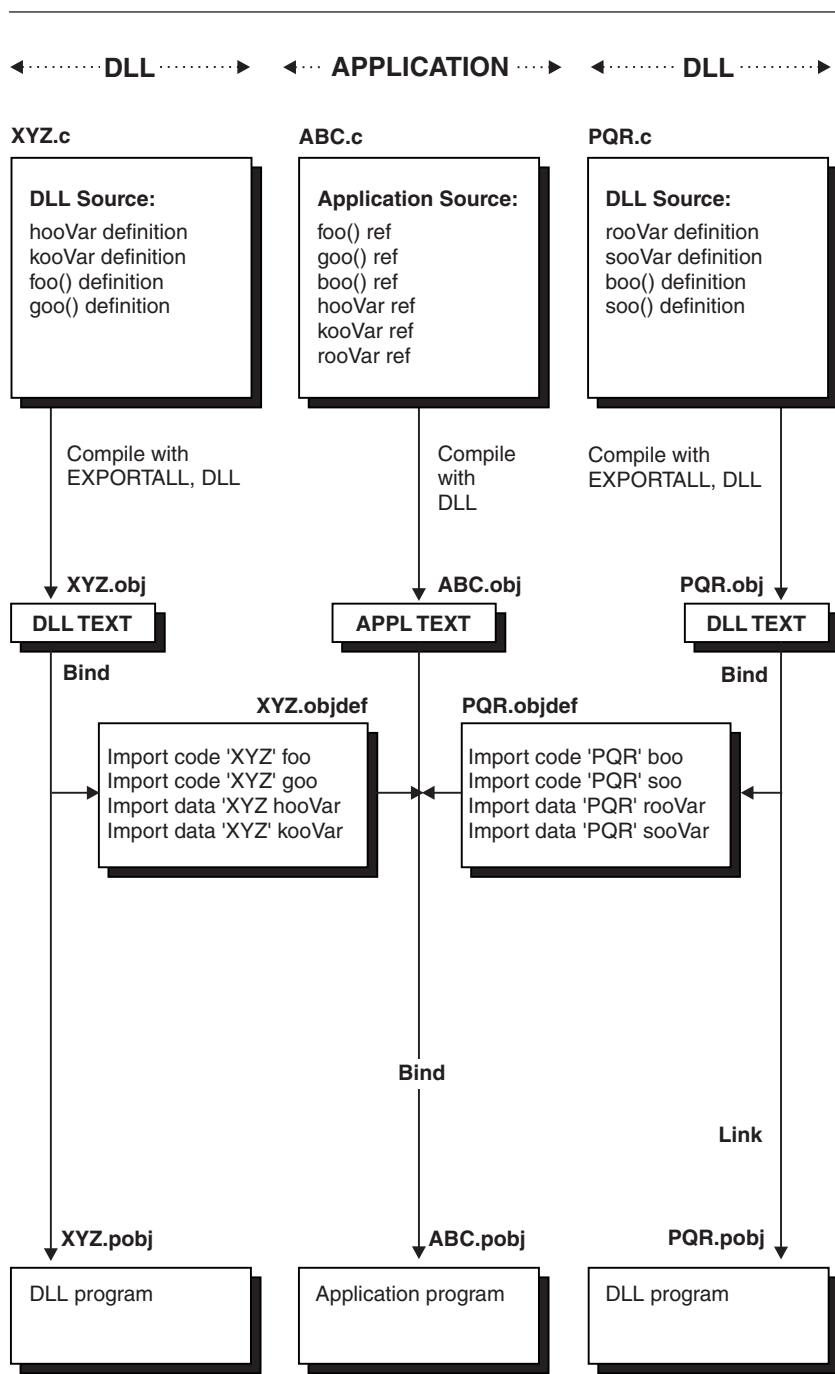 DLL APPLICATION DLL
XYZ.c ABC.c PQR.c
DLL Source:
hooVar definition
kooVar definition
foo() definition
goo() definition
Application Source:
foo() ref
goo() ref
boo() ref
hooVar ref
kooVar ref
rooVar ref
DLL Source:
rooVar definition
sooVar definition
boo() definition
soo() definition
Compile with
EXPORTALL, DLL
Compile
with
DLL
Compile with
EXPORTALL, DLL
XYZ.obj ABC.obj PQR.obj
DLL TEXT APPL TEXT DLL TEXT
Bind Bind
XYZ.objdef PQR.objdef
Import code 'XYZ' foo
Import code 'XYZ' goo
Import data 'XYZ hooVar
Import data 'XYZ' kooVar
Import code 'PQR' boo
Import code 'PQR' soo
Import data 'PQR' rooVar
Import data 'PQR' sooVar
Bind
Link
XYZ.pobj ABC.pobj PQR.pobj
DLL program Application program DLL program